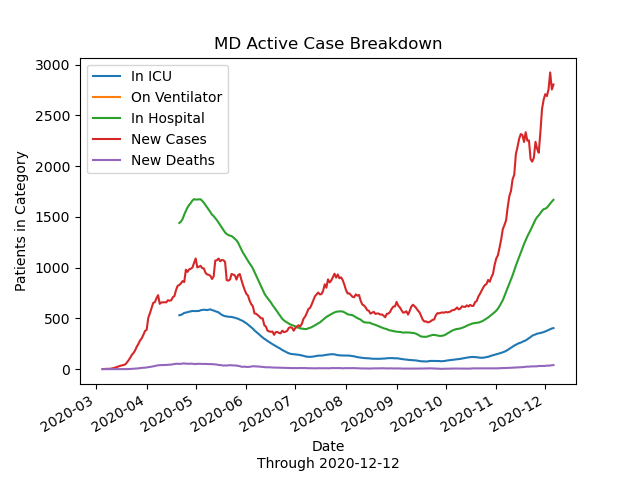 MD Active Case Breakdown
In ICU
On Ventilator
In Hospital
New Cases
New Deaths
Patients in Category
3000
2500
2000
1500
1000
500
0
2020-03
2020-04
2020-05
2020-06
2020-07
2020-08
2020-09
2020-10
2020-11
2020-12
Date
Through 2020-12-12